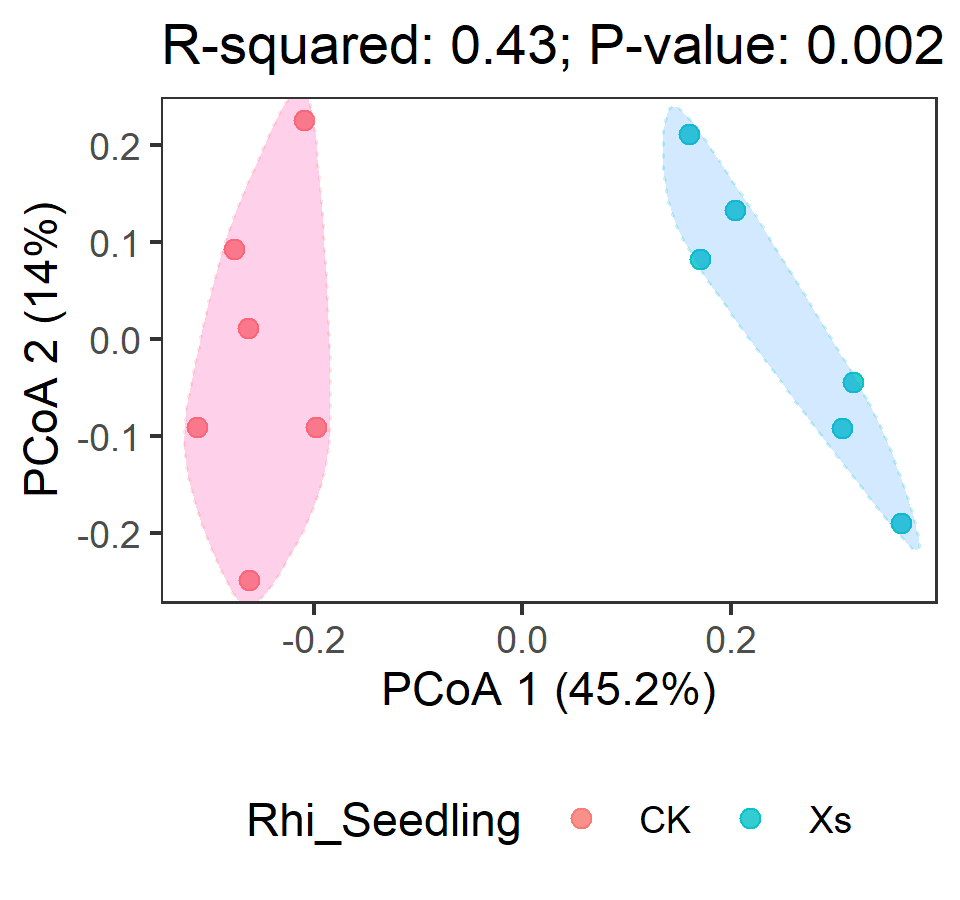 R-squared: 0.43; P-value: 0.002
PCoA 2 (14%)
0.2
0.1
0.0
-0.1
-0.2
-0.2 0.0 0.2
PCoA 1 (45.2%)
Rhi_Seedling CK Xs